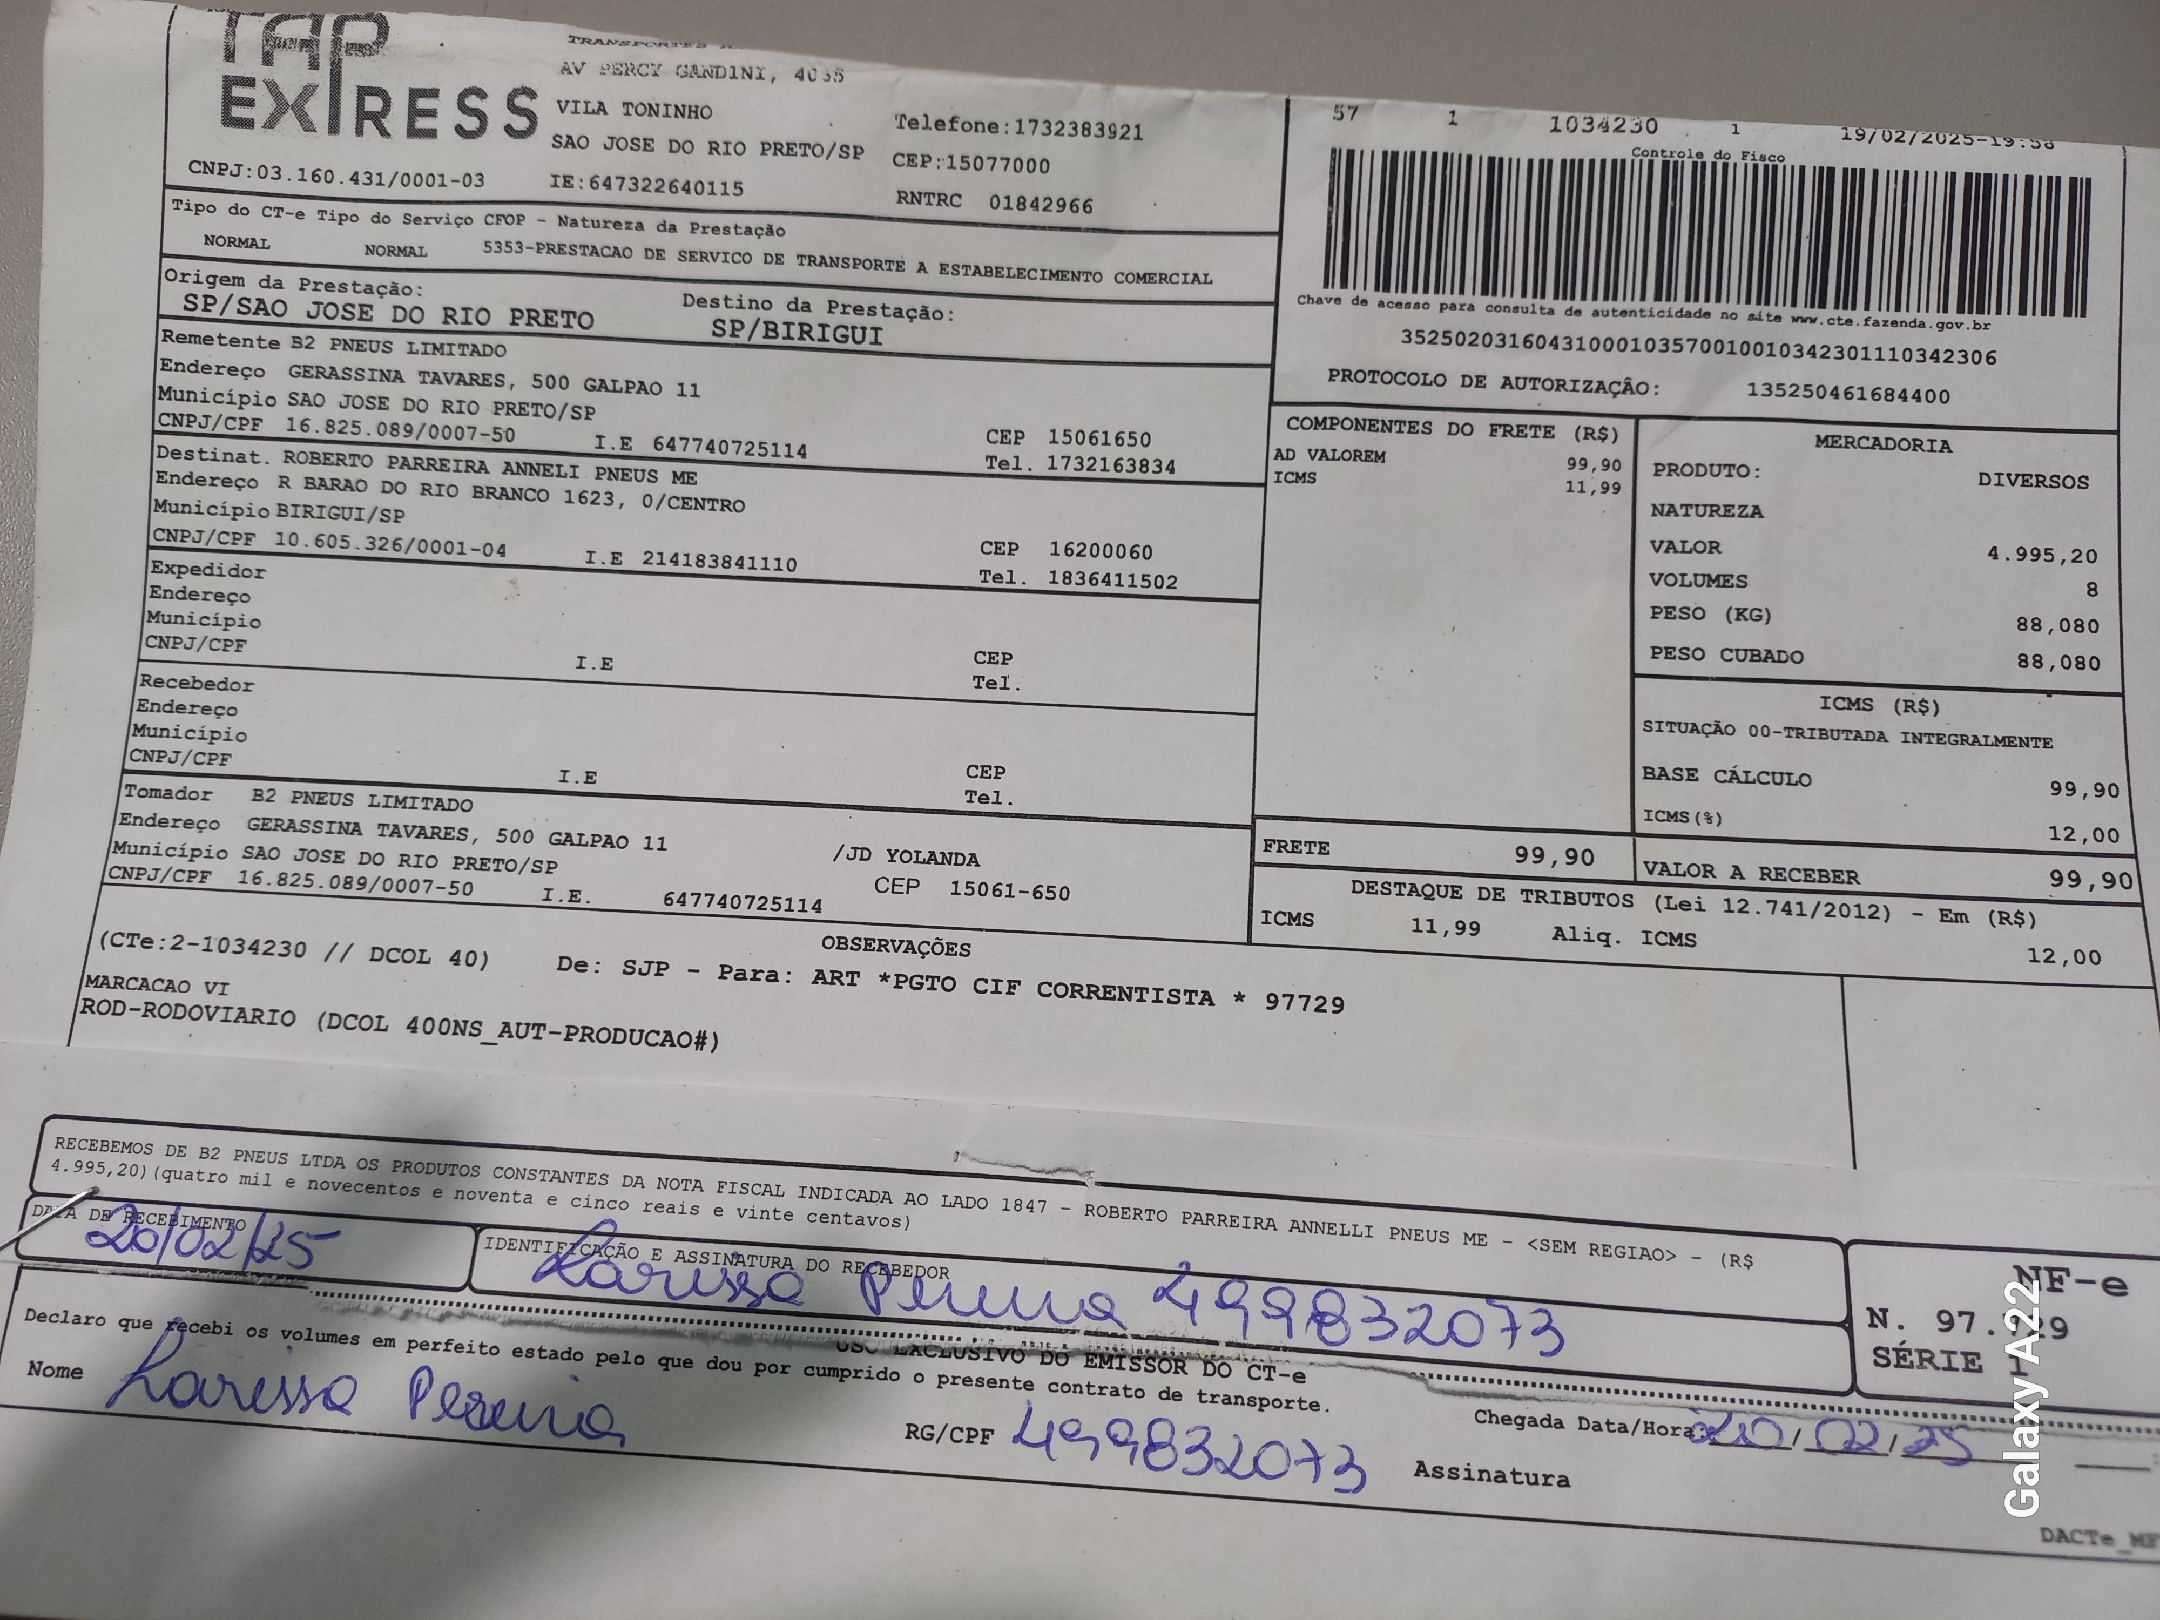 TAP
EXPRESS
AV PERCY GANDINI, 4035
VILA TONINHO
SAO JOSE DO RIO PRETO/SP
Telefone:1732383921
CEP:15077000
CNPJ:03.160.431/0001-03 IE:647322640115 RNTRC 01842966
57 1 1034230 1 19/02/2025-19:58
Controle do Fisco
Chave de acesso para consulta de autenticidade no site www.cte.fazenda.gov.br
35250203160431000103570010010342301110342306
PROTOCOLO DE AUTORIZAÇÃO: 135250461684400
Tipo do CT-e Tipo do Serviço CFOP - Natureza da Prestação
NORMAL NORMAL 5353-PRESTACAO DE SERVICO DE TRANSPORTE A ESTABELECIMENTO COMERCIAL
Origem da Prestação: Destino da Prestação:
SP/SAO JOSE DO RIO PRETO SP/BIRIGUI
Remetente B2 PNEUS LIMITADO
Endereço GERASSINA TAVARES, 500 GALPAO 11
Município SAO JOSE DO RIO PRETO/SP CEP 15061650
CNPJ/CPF 16.825.089/0007-50 I.E 647740725114 Tel. 1732163834
Destinat. ROBERTO PARREIRA ANNELI PNEUS ME
Endereço R BARAO DO RIO BRANCO 1623, 0/CENTRO
Município BIRIGUI/SP CEP 16200060
CNPJ/CPF 10.605.326/0001-04 I.E 214183841110 Tel. 1836411502
Expedidor
Endereço
Município CEP
CNPJ/CPF I.E Tel.
Recebedor
Endereço
Município CEP
CNPJ/CPF I.E Tel.
Tomador B2 PNEUS LIMITADO
Endereço GERASSINA TAVARES, 500 GALPAO 11 /JD YOLANDA
Município SAO JOSE DO RIO PRETO/SP CEP 15061-650
CNPJ/CPF 16.825.089/0007-50 I.E. 647740725114
COMPONENTES DO FRETE (R$)
AD VALOREM 99,90
ICMS 11,99
MERCADORIA
PRODUTO: DIVERSOS
NATUREZA
VALOR 4.995,20
VOLUMES 8
PESO (KG) 88,080
PESO CUBADO 88,080
ICMS (R$)
SITUAÇÃO 00-TRIBUTADA INTEGRALMENTE
BASE CÁLCULO 99,90
ICMS(%) 12,00
FRETE 99,90 VALOR A RECEBER 99,90
DESTAQUE DE TRIBUTOS (Lei 12.741/2012) - Em (R$)
ICMS 11,99 Aliq. ICMS 12,00
OBSERVAÇÕES
(CTe:2-1034230 // DCOL 40) De: SJP - Para: ART *PGTO CIF CORRENTISTA * 97729
MARCACAO VI
ROD-RODOVIARIO (DCOL 400NS_AUT-PRODUCAO#)
RECEBEMOS DE B2 PNEUS LTDA OS PRODUTOS CONSTANTES DA NOTA FISCAL INDICADA AO LADO 1847 - ROBERTO PARREIRA ANNELLI PNEUS ME - <SEM REGIAO> - (R$
4.995,20)(quatro mil e novecentos e noventa e cinco reais e vinte centavos)
DATA DE RECEBIMENTO
20/02/25
IDENTIFICAÇÃO E ASSINATURA DO RECEBEDOR
Larissa Pereira 499832073
NF-e
SÉRIE 1
USO EXCLUSIVO DO EMISSOR DO CT-e
Declaro que recebi os volumes em perfeito estado pelo que dou por cumprido o presente contrato de transporte.
Nome Larissa Pereira RG/CPF 499832073
Chegada Data/Hora: 20/02/25
Assinatura
Galaxy A22